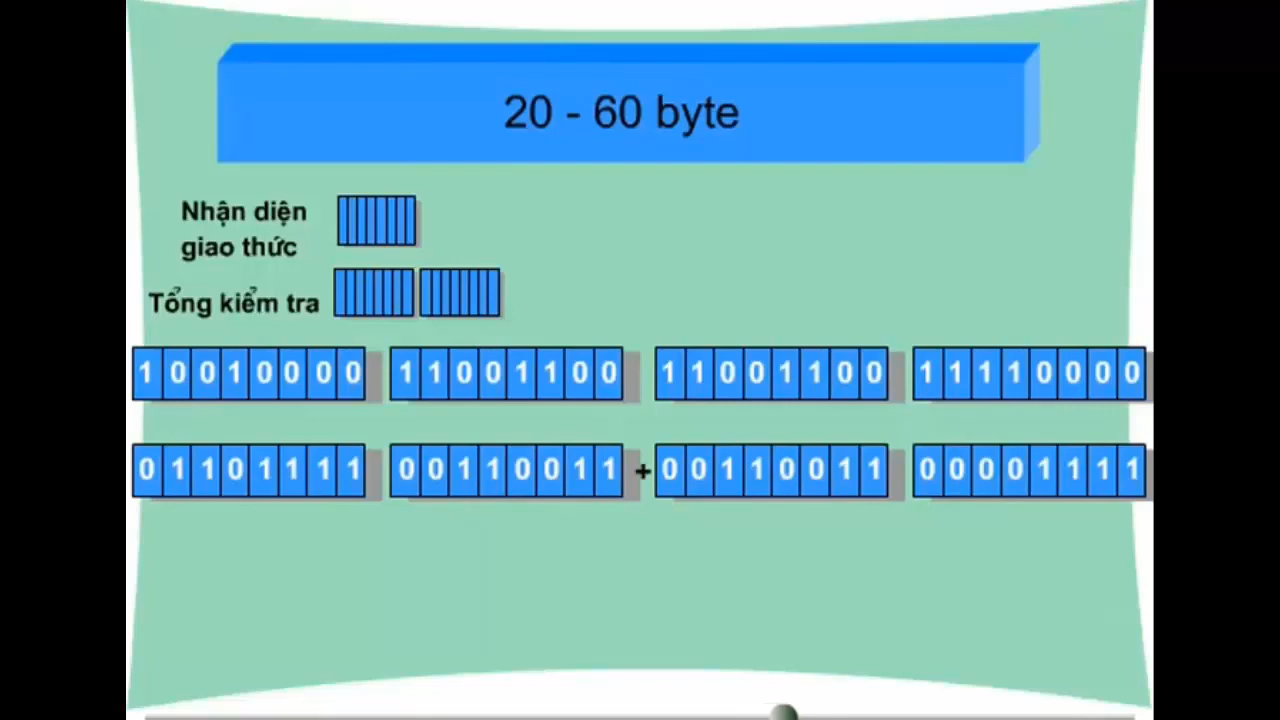 20 - 60 byte
Nhận diện
giao thức
Tổng kiểm tra
1 0 0 1 0 0 0 0 1 1 0 0 1 1 0 0 1 1 0 0 1 1 0 0 1 1 1 1 0 0 0 0
0 1 1 0 1 1 1 1 0 0 1 1 0 0 1 1 + 0 0 1 1 0 0 1 1 0 0 0 0 1 1 1 1